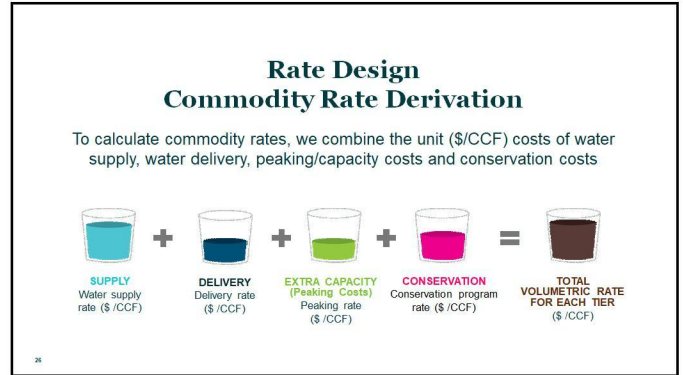 Rate Design
Commodity Rate Derivation
To calculate commodity rates, we combine the unit ($/CCF) costs of water
supply, water delivery, peaking/capacity costs and conservation costs
+ + + =
SUPPLY
Water supply
rate ($ /CCF)
DELIVERY
Delivery rate
($ /CCF)
EXTRA CAPACITY
(Peaking Costs)
Peaking rate
($ /CCF)
CONSERVATION
Conservation program
rate ($ /CCF)
TOTAL
VOLUMETRIC RATE
FOR EACH TIER
($ /CCF)
26